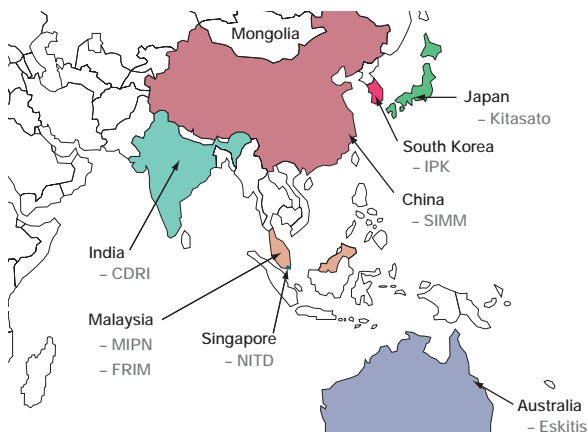 Mongolia
Japan
– Kitasato
South Korea
– IPK
China
– SIMM
India
– CDRI
Malaysia
– MIPN
– FRIM
Singapore
– NITD
Australia
– Eskitis